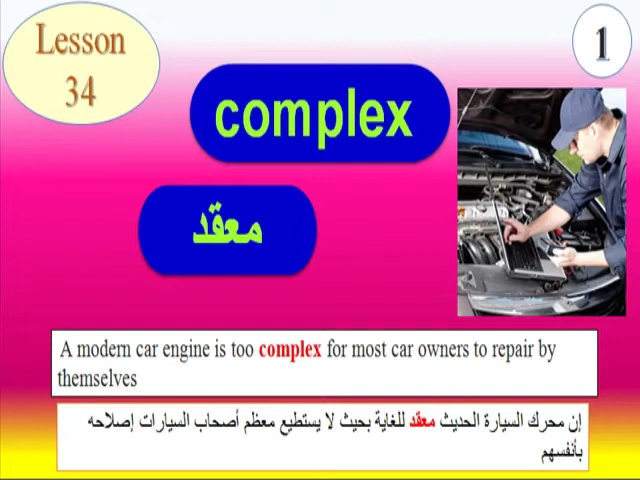 Lesson
34
1
complex
معقد
A modern car engine is too complex for most car owners to repair by
themselves
إن محرك السيارة الحديث معقد للغاية بحيث لا يستطيع معظم أصحاب السيارات إصلاحه
بأنفسهم